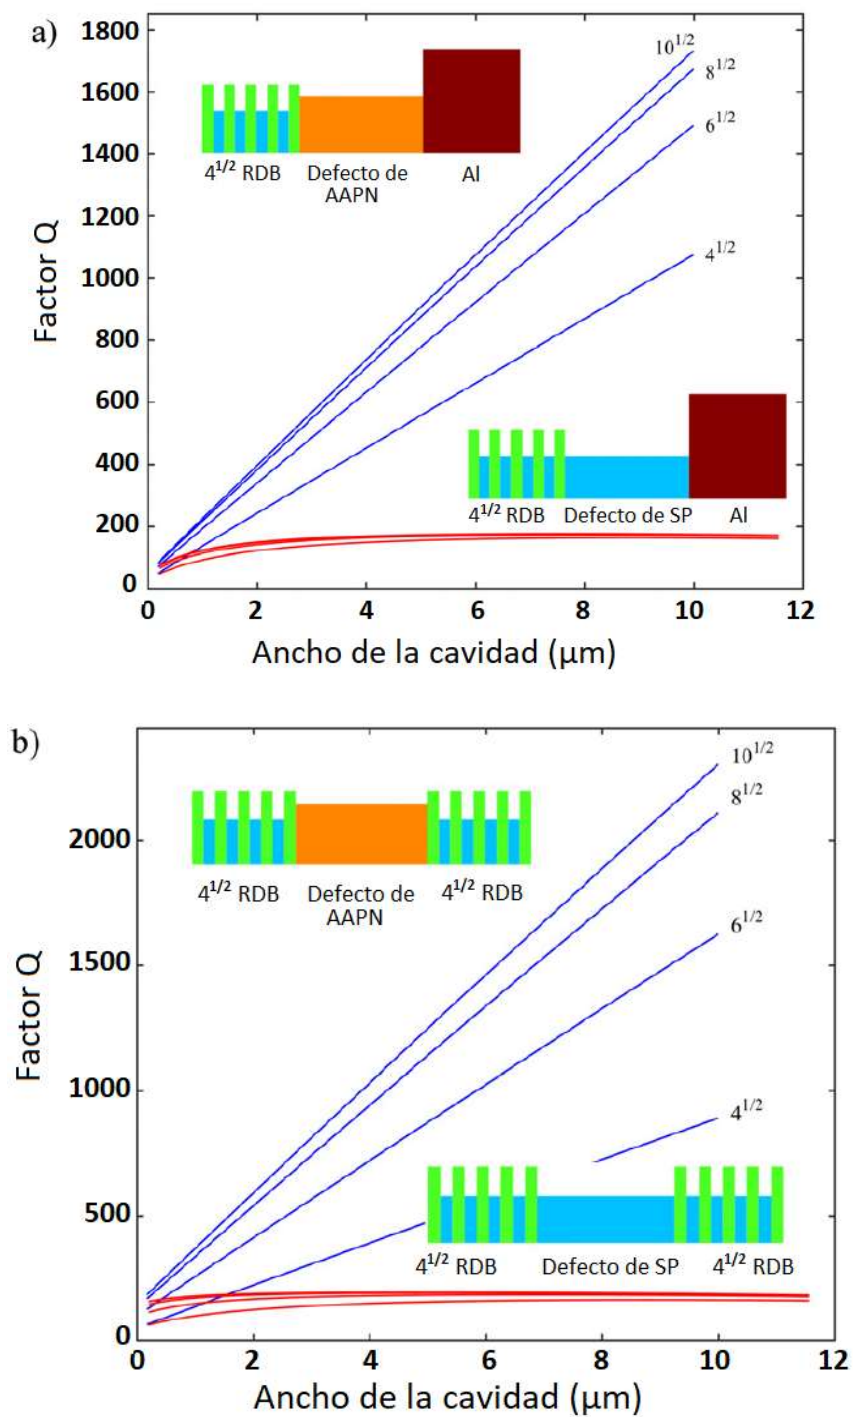 a)
1800
1600
1400
1200
1000
800
600
400
200
0
Factor Q
10^1/2
8^1/2
6^1/2
4^1/2
4^1/2 RDB Defecto de AAPN Al
4^1/2 RDB Defecto de SP Al
0 2 4 6 8 10 12
Ancho de la cavidad (μm)
b)
2000
1500
1000
500
0
Factor Q
10^1/2
8^1/2
6^1/2
4^1/2
4^1/2 RDB Defecto de AAPN 4^1/2 RDB
4^1/2 RDB Defecto de SP 4^1/2 RDB
0 2 4 6 8 10 12
Ancho de la cavidad (μm)